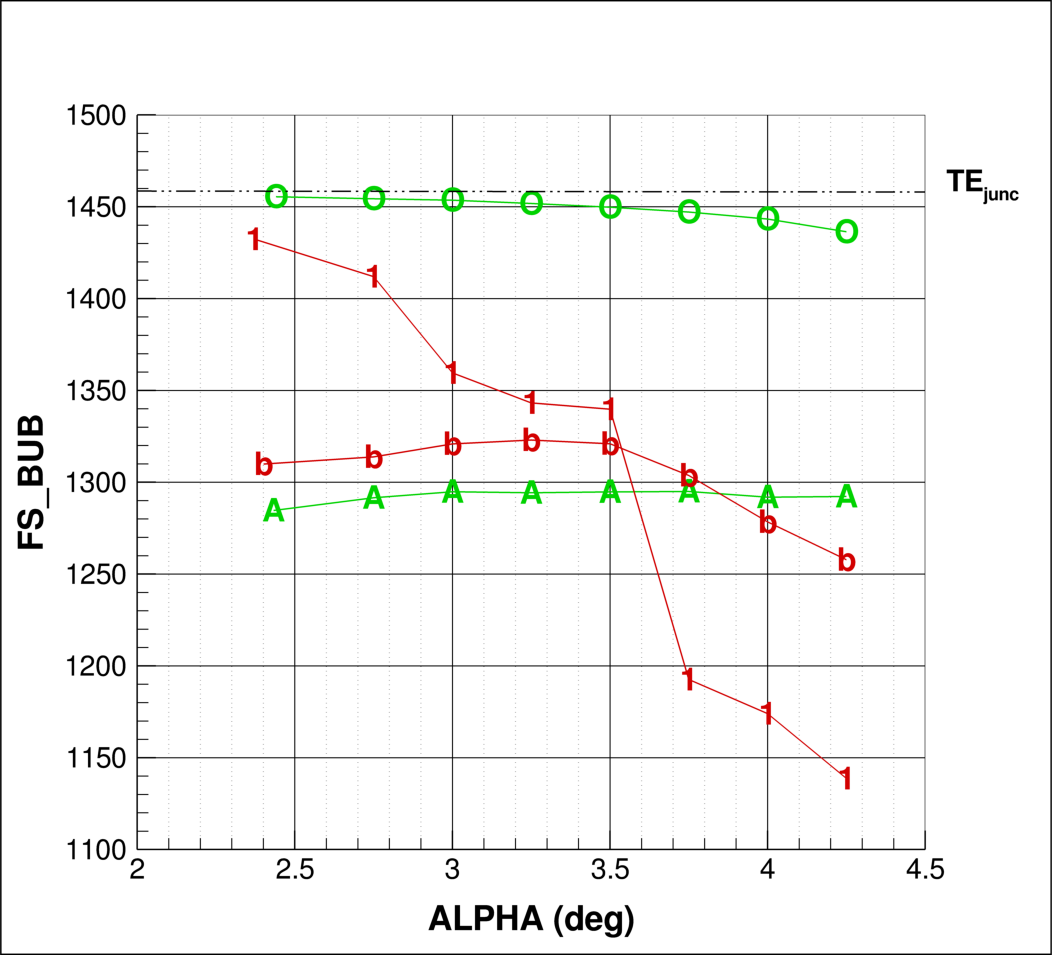 1500
TEjunc
1450
1400
1350
1300
1250
1200
1150
1100
FS_BUB
O O O O O O O O
1 1 1 1 1 1 1 1
b b b b b b b b
A A A A A A A A
2 2.5 3 3.5 4 4.5
ALPHA (deg)